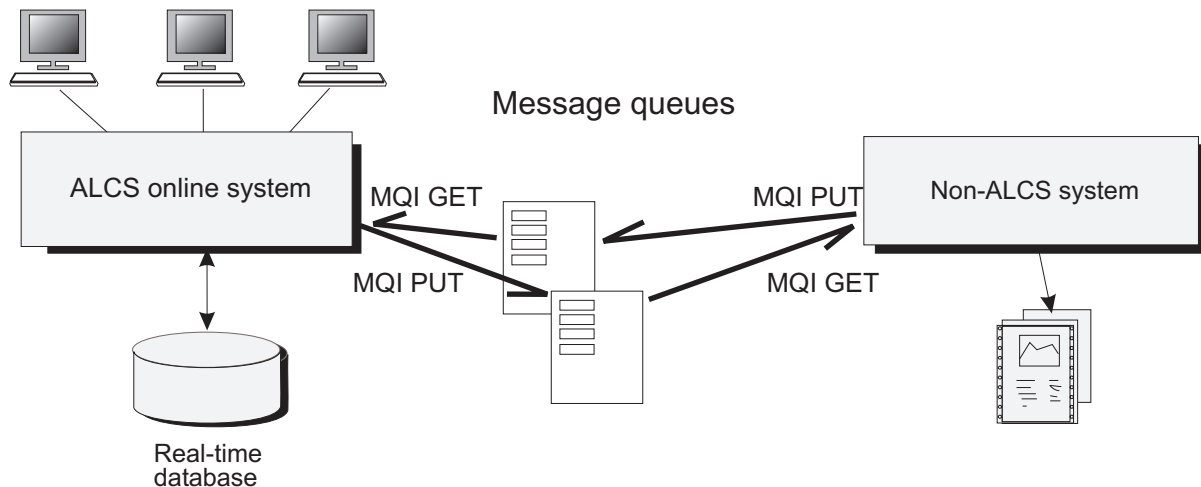 Message queues
ALCS online system
MQI GET
MQI PUT
Non-ALCS system
MQI PUT
MQI GET
Real-time
database